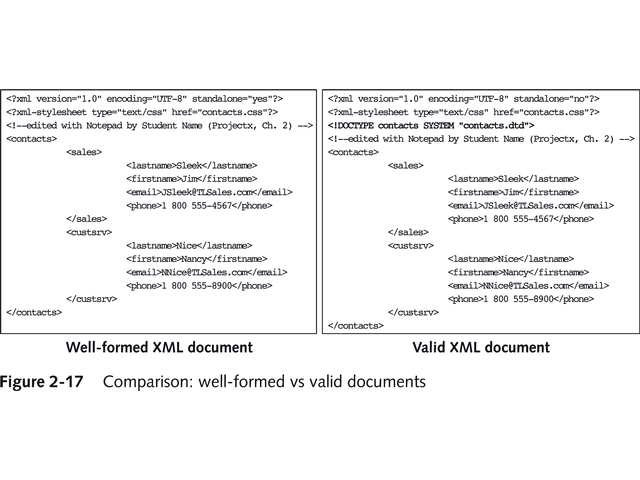 <?xml version="1.0" encoding="UTF-8" standalone="yes"?>
<?xml-stylesheet type="text/css" href="contacts.css"?>
<!--edited with Notepad by Student Name (Projectx, Ch. 2) -->
<contacts>
<sales>
<lastname>Sleek</lastname>
<firstname>Jim</firstname>
<email>JSleek@TLSales.com</email>
<phone>1 800 555-4567</phone>
</sales>
<custsrv>
<lastname>Nice</lastname>
<firstname>Nancy</firstname>
<email>NNice@TLSales.com</email>
<phone>1 800 555-8900</phone>
</custsrv>
</contacts>
Well-formed XML document
<?xml version="1.0" encoding="UTF-8" standalone="no"?>
<?xml-stylesheet type="text/css" href="contacts.css"?>
<!DOCTYPE contacts SYSTEM "contacts.dtd">
<!--edited with Notepad by Student Name (Projectx, Ch. 2) -->
<contacts>
<sales>
<lastname>Sleek</lastname>
<firstname>Jim</firstname>
<email>JSleek@TLSales.com</email>
<phone>1 800 555-4567</phone>
</sales>
<custsrv>
<lastname>Nice</lastname>
<firstname>Nancy</firstname>
<email>NNice@TLSales.com</email>
<phone>1 800 555-8900</phone>
</custsrv>
</contacts>
Valid XML document
Figure 2-17 Comparison: well-formed vs valid documents